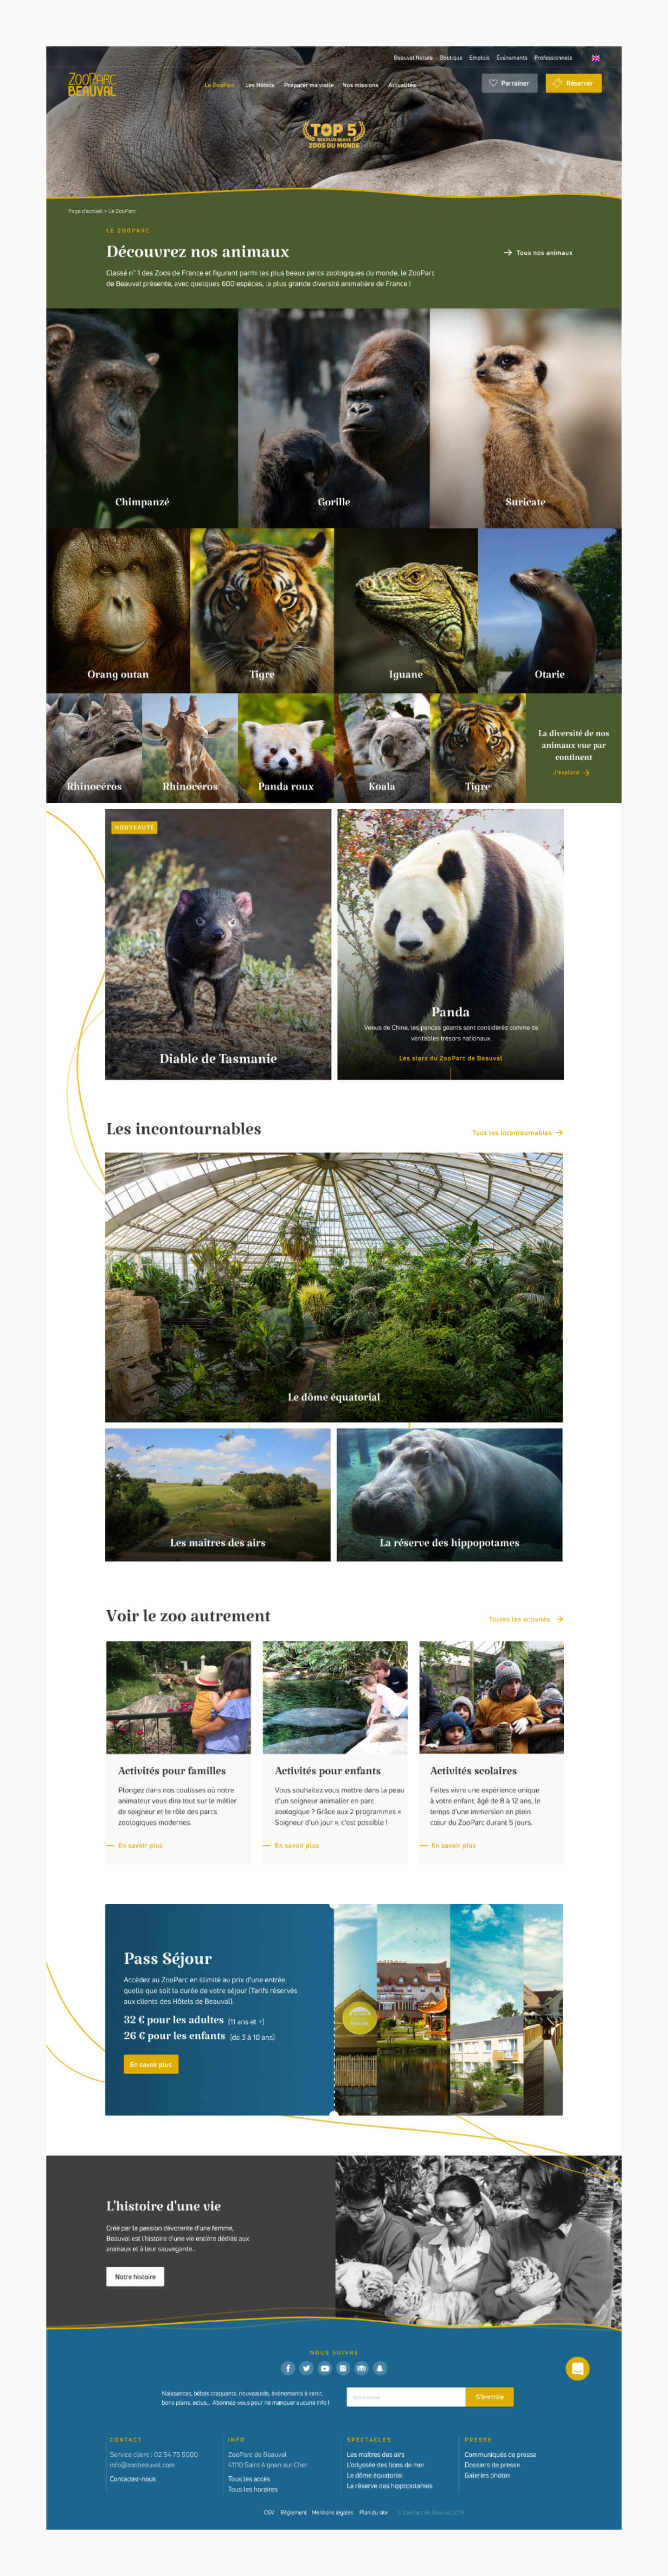 Beauval Nature Boutique Emplois Événements Professionnels
ZOOPARC
BEAUVAL
Le ZooParc Les Hôtels Préparer ma visite Nos missions Actualités
Parrainer
Réserver
TOP 5
DES PLUS BEAUX
ZOOS DU MONDE
Page d'accueil > Le ZooParc
LE ZOOPARC
Découvrez nos animaux
→ Tous nos animaux
Classé n° 1 des Zoos de France et figurant parmi les plus beaux parcs zoologiques du monde, le ZooParc
de Beauval présente, avec quelques 600 espèces, la plus grande diversité animalière de France !
Chimpanzé
Gorille
Suricate
Orang outan
Tigre
Iguane
Otarie
Rhinocéros
Rhinocéros
Panda roux
Koala
Tigre
La diversité de nos
animaux vue par
continent
J'explore →
NOUVEAUTÉ
Diable de Tasmanie
Panda
Venus de Chine, les pandas géants sont considérés comme de
véritables trésors nationaux.
Les stars du ZooParc de Beauval
Les incontournables
Tous les incontournables →
Le dôme équatorial
Les maîtres des airs
La réserve des hippopotames
Voir le zoo autrement
Toutes les activités →
Activités pour familles
Plongez dans nos coulisses où notre
animateur vous dira tout sur le métier
de soigneur et le rôle des parcs
zoologiques modernes.
En savoir plus
Activités pour enfants
Vous souhaitez vous mettre dans la peau
d'un soigneur animalier en parc
zoologique ? Grâce aux 2 programmes «
Soigneur d'un jour », c'est possible !
En savoir plus
Activités scolaires
Faites vivre une expérience unique
à votre enfant, âgé de 8 à 12 ans, le
temps d'une immersion en plein
cœur du ZooParc durant 5 jours.
En savoir plus
Pass Séjour
Accédez au ZooParc en illimité au prix d'une entrée,
quelle que soit la durée de votre séjour (Tarifs réservés
aux clients des Hôtels de Beauval).
32 € pour les adultes (11 ans et +)
26 € pour les enfants (de 3 à 10 ans)
En savoir plus
L'histoire d'une vie
Créé par la passion dévorante d'une femme,
Beauval est l'histoire d'une vie entière dédiée aux
animaux et à leur sauvegarde...
Notre histoire
NOUS SUIVRE
Naissances, bébés craquants, nouveautés, événements à venir,
bons plans, actus... Abonnez-vous pour ne manquer aucune info !
Votre email
S'inscrire
CONTACT
Service client : 02 54 75 5000
info@zoobeauval.com
Contactez-nous
INFO
ZooParc de Beauval
41110 Saint Aignan sur Cher
Tous les accès
Tous les horaires
SPECTACLES
Les maîtres des airs
L'odyssée des lions de mer
Le dôme équatorial
La réserve des hippopotames
PRESSE
Communiqués de presse
Dossiers de presse
Galeries photos
CGV Règlement Mentions légales Plan du site © ZooParc de Beauval